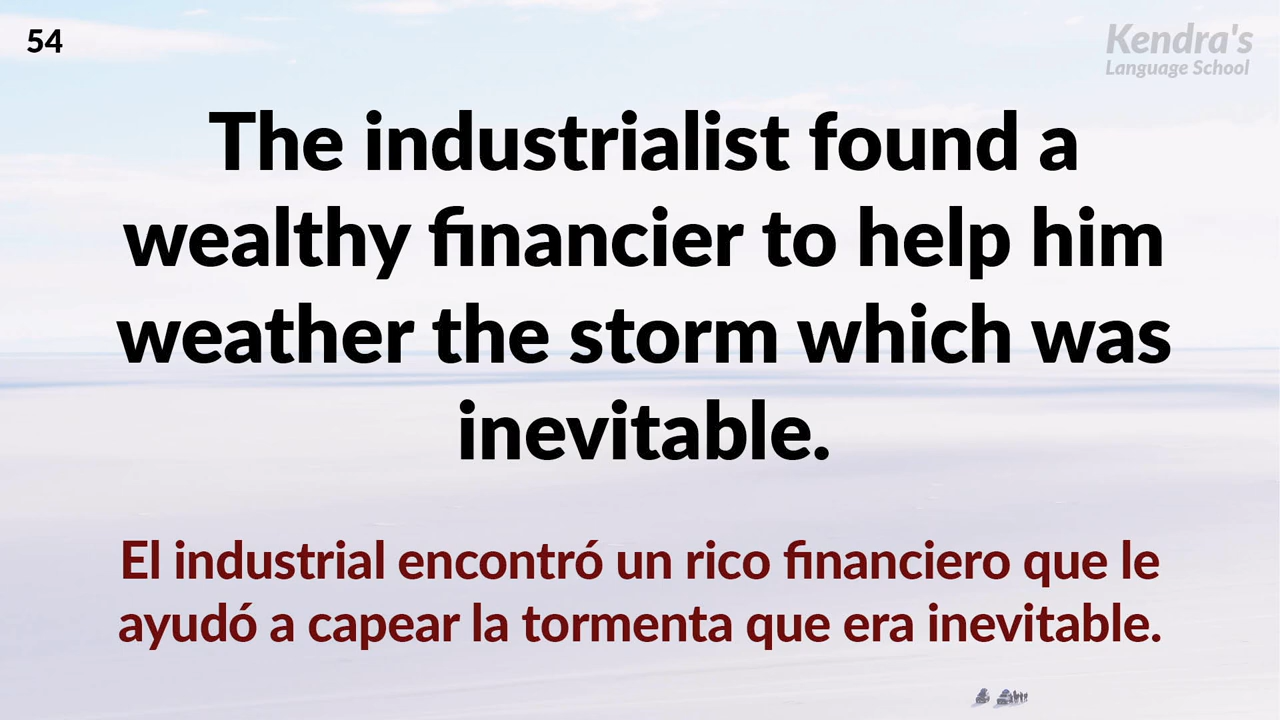 54
Kendra's
Language School
The industrialist found a
wealthy financier to help him
weather the storm which was
inevitable.
El industrial encontró un rico financiero que le
ayudó a capear la tormenta que era inevitable.